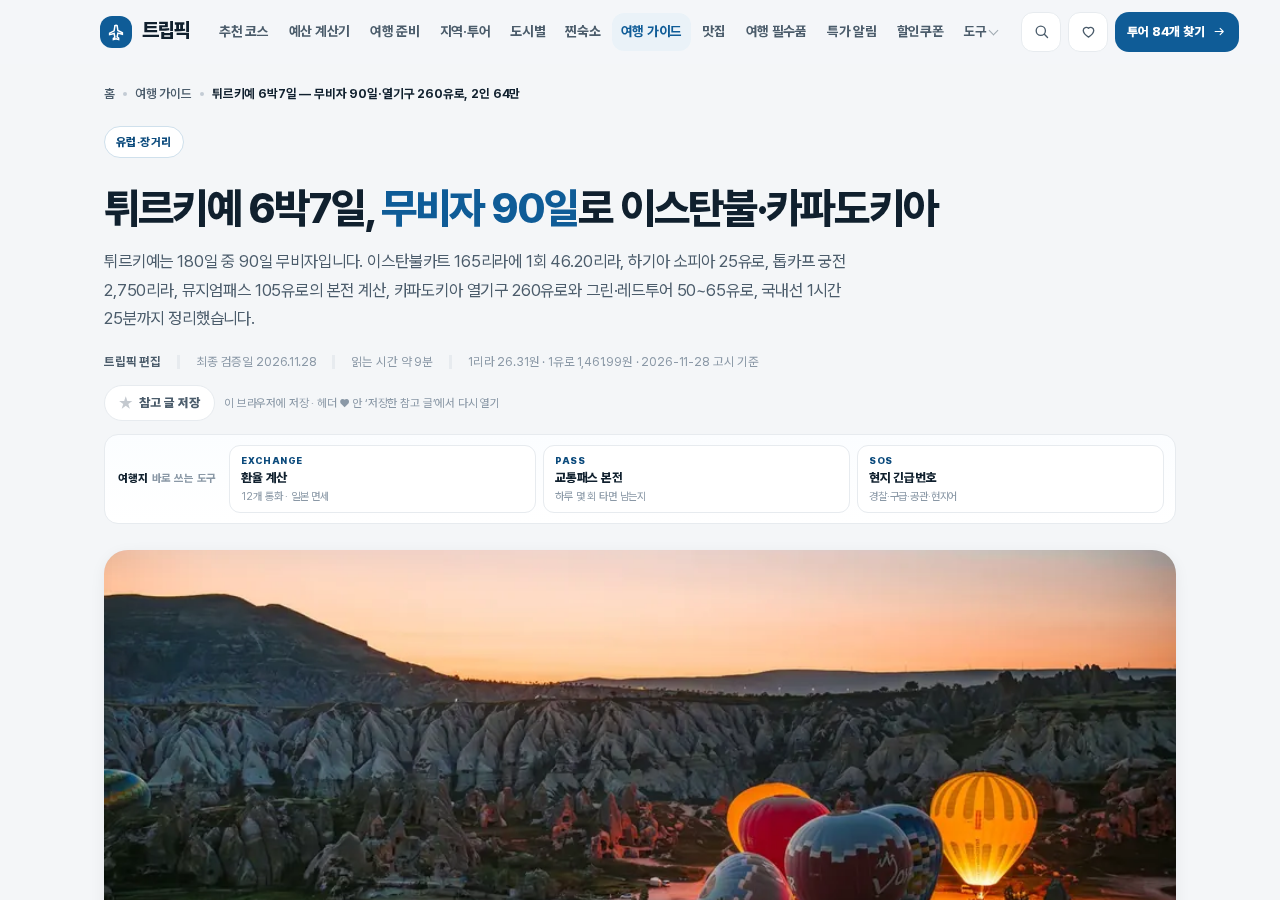 트립픽
추천 코스 예산 계산기 여행 준비 지역·투어 도시별 찐숙소 여행 가이드 맛집 여행 필수품 특가 알림 할인쿠폰 도구
투어 84개 찾기 →
홈 • 여행 가이드 • 튀르키예 6박7일 — 무비자 90일·열기구 260유로, 2인 64만
유럽·장거리
튀르키예 6박7일, 무비자 90일로 이스탄불·카파도키아
튀르키예는 180일 중 90일 무비자입니다. 이스탄불카트 165리라에 1회 46.20리라, 하기아 소피아 25유로, 톱카프 궁전
2,750리라, 뮤지엄패스 105유로의 본전 계산, 카파도키아 열기구 260유로와 그린·레드투어 50~65유로, 국내선 1시간
25분까지 정리했습니다.
트립픽 편집 최종 검증일 2026.11.28 읽는 시간 약 9분 1리라 26.31원 · 1유로 1,461.99원 · 2026-11-28 고시 기준
★ 참고 글 저장 이 브라우저에 저장 · 헤더 ♥ 안 '저장한 참고 글'에서 다시 열기
여행지 바로 쓰는 도구
EXCHANGE
환율 계산
12개 통화 · 일본 면세
PASS
교통패스 본전
하루 몇 회 타면 남는지
SOS
현지 긴급번호
경찰·구급·공관·현지어